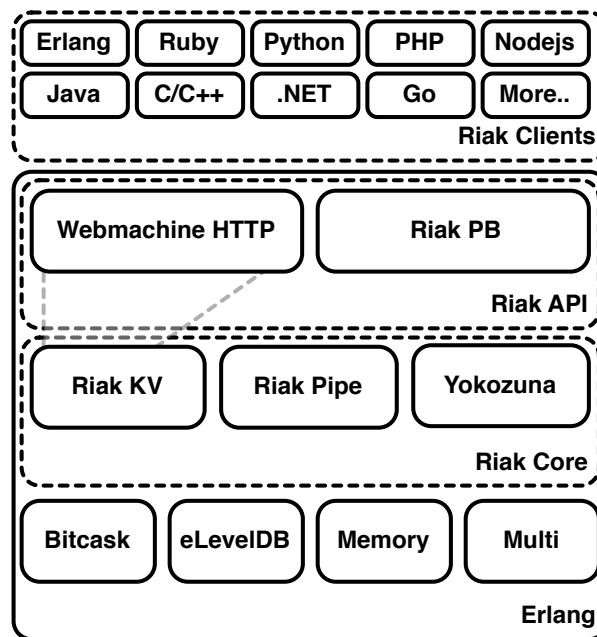 Erlang Ruby Python PHP Nodejs
Java C/C++ .NET Go More..
Riak Clients
Webmachine HTTP Riak PB
Riak API
Riak KV Riak Pipe Yokozuna
Riak Core
Bitcask eLevelDB Memory Multi
Erlang